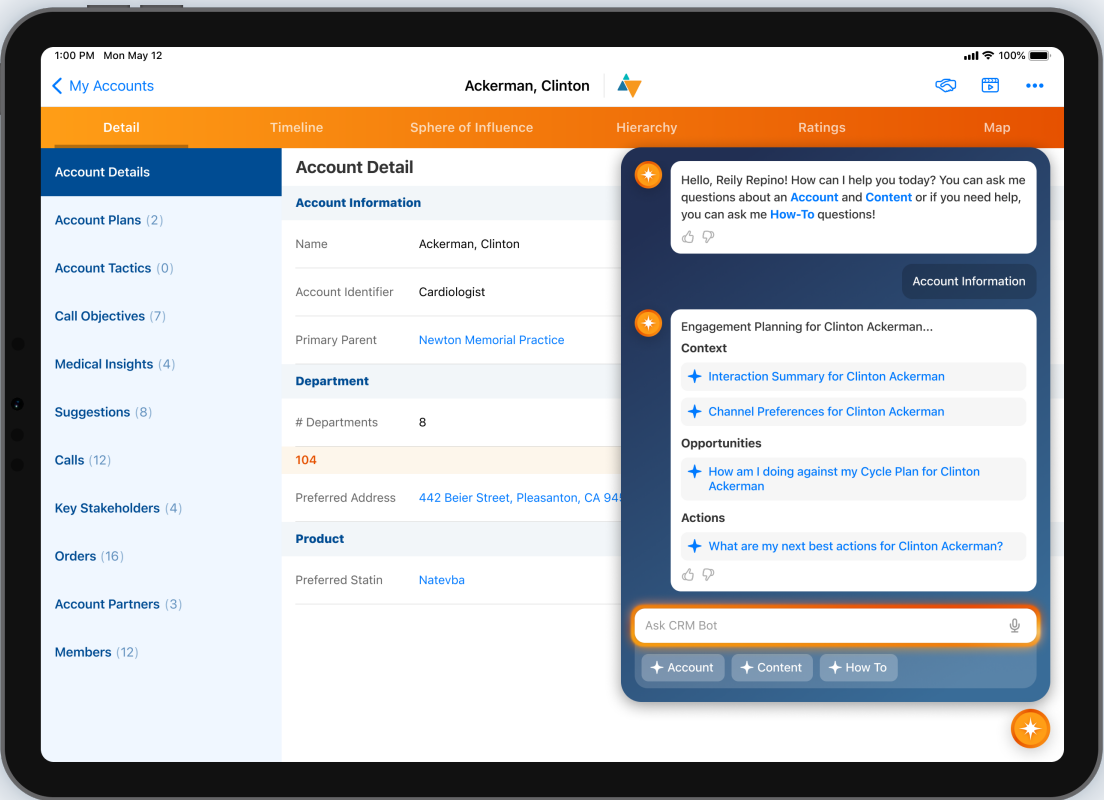 1:00 PM Mon May 12
100%
My Accounts
Ackerman, Clinton
Detail
Timeline
Sphere of Influence
Hierarchy
Ratings
Map
Account Details
Account Plans (2)
Account Tactics (0)
Call Objectives (7)
Medical Insights (4)
Suggestions (8)
Calls (12)
Key Stakeholders (4)
Orders (16)
Account Partners (3)
Members (12)
Account Detail
Account Information
Name Ackerman, Clinton
Account Identifier Cardiologist
Primary Parent Newton Memorial Practice
Department
# Departments 8
104
Preferred Address 442 Beier Street, Pleasanton, CA
Product
Preferred Statin Natevba
Hello, Reily Repino! How can I help you today? You can ask me
questions about an Account and Content or if you need help,
you can ask me How-To questions!
Account Information
Engagement Planning for Clinton Ackerman...
Context
Interaction Summary for Clinton Ackerman
Channel Preferences for Clinton Ackerman
Opportunities
How am I doing against my Cycle Plan for Clinton
Ackerman
Actions
What are my next best actions for Clinton Ackerman?
Ask CRM Bot
Account
Content
How To